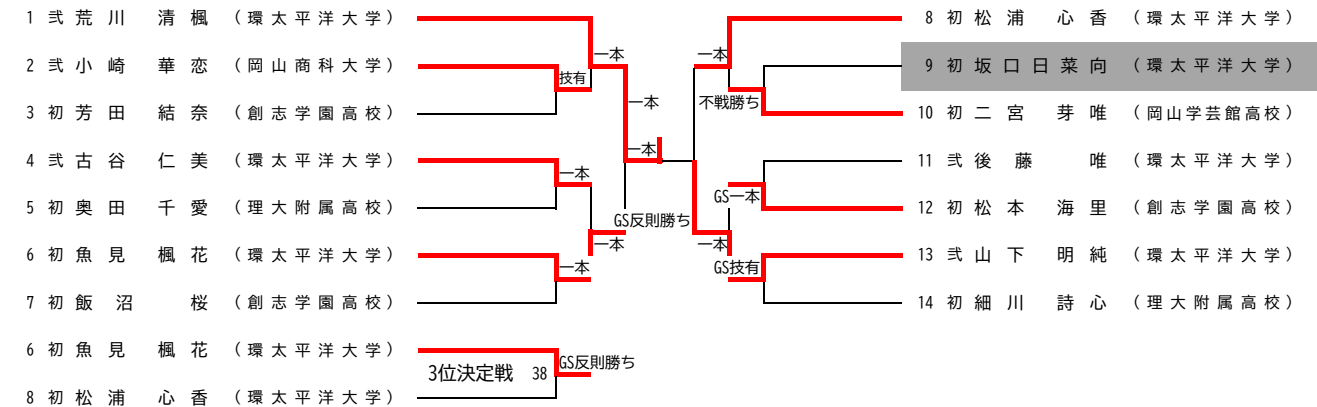 1 弐 荒川 清楓 (環太平洋大学)
2 弐 小崎 華恋 (岡山商科大学)
3 初 芳田 結奈 (創志学園高校)
4 弐 古谷 仁美 (環太平洋大学)
5 初 奥田 千愛 (理大附属高校)
6 初 魚見 楓花 (環太平洋大学)
7 初 飯沼 桜 (創志学園高校)
6 初 魚見 楓花 (環太平洋大学)
8 初 松浦 心香 (環太平洋大学)
一本
技有
一本
一本
一本
一本
一本
GS反則勝ち
3位決定戦 38
GS反則勝ち
一本
不戦勝ち
GS一本
一本
GS技有
8 初 松浦 心香 (環太平洋大学)
9 初 坂口日菜向 (環太平洋大学)
10 初 二宮 芽唯 (岡山学芸館高校)
11 弐 後藤 唯 (環太平洋大学)
12 初 松本 海里 (創志学園高校)
13 弐 山下 明純 (環太平洋大学)
14 初 細川 詩心 (理大附属高校)